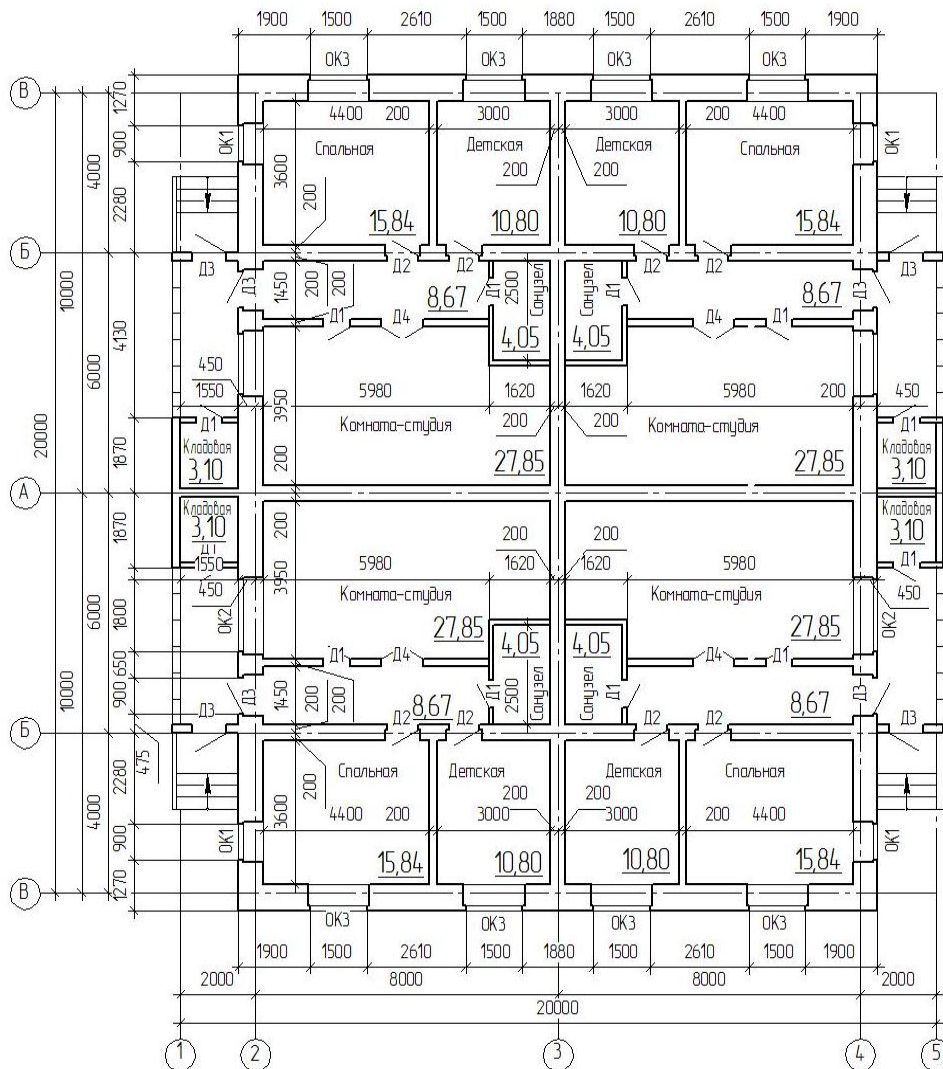 1900 1500 2610 1500 1880 1500 2610 1500 1900
ОК3 ОК3 ОК3 ОК3
В
1270
4400 200 3000 3000 200 4400
ОК1 Спальная Детская Детская Спальная ОК1
900
200 200
4000 3600
2280 200
15,84 10,80 10,80 15,84
Б
Д3 Д3 Д2 Д2 Д2 Д2 Д3 Д3
1450 200 200 8,67 Д1 2500 Санузел Санузел Д1 8,67
10000
Д1 Д4 Д4 Д1
4130 4,05 4,05
6000
450
1550 5980 1620 1620 5980 200 450
3950
20000
Д1 200 200 Д1
Комната-студия Комната-студия
Кладовая Кладовая
1870 3,10 200 27,85 27,85 3,10
А
Кладовая Кладовая
1870 3,10 200 3,10
Д1 200 200 Д1
1550 5980 1620 1620 5980
450 3950 450
6000 1800 ОК2 Комната-студия Комната-студия ОК2
27,85 4,05 4,05 27,85
650 Д1 Д4 Д4 Д1
10000
900 Д3 1450 200 200 8,67 Д1 2500 Санузел Санузел Д1 8,67 Д3
Д3 Д2 Д2 Д2 Д2 Д3
Б
475
2280 200 Спальная Детская Детская Спальная
200 200
4000 3600 4400 200 3000 3000 200 4400
900 ОК1 ОК1
15,84 10,80 10,80 15,84
1270
В
ОК3 ОК3 ОК3 ОК3
1900 1500 2610 1500 1880 1500 2610 1500 1900
2000 8000 8000 2000
20000
1 2 3 4 5